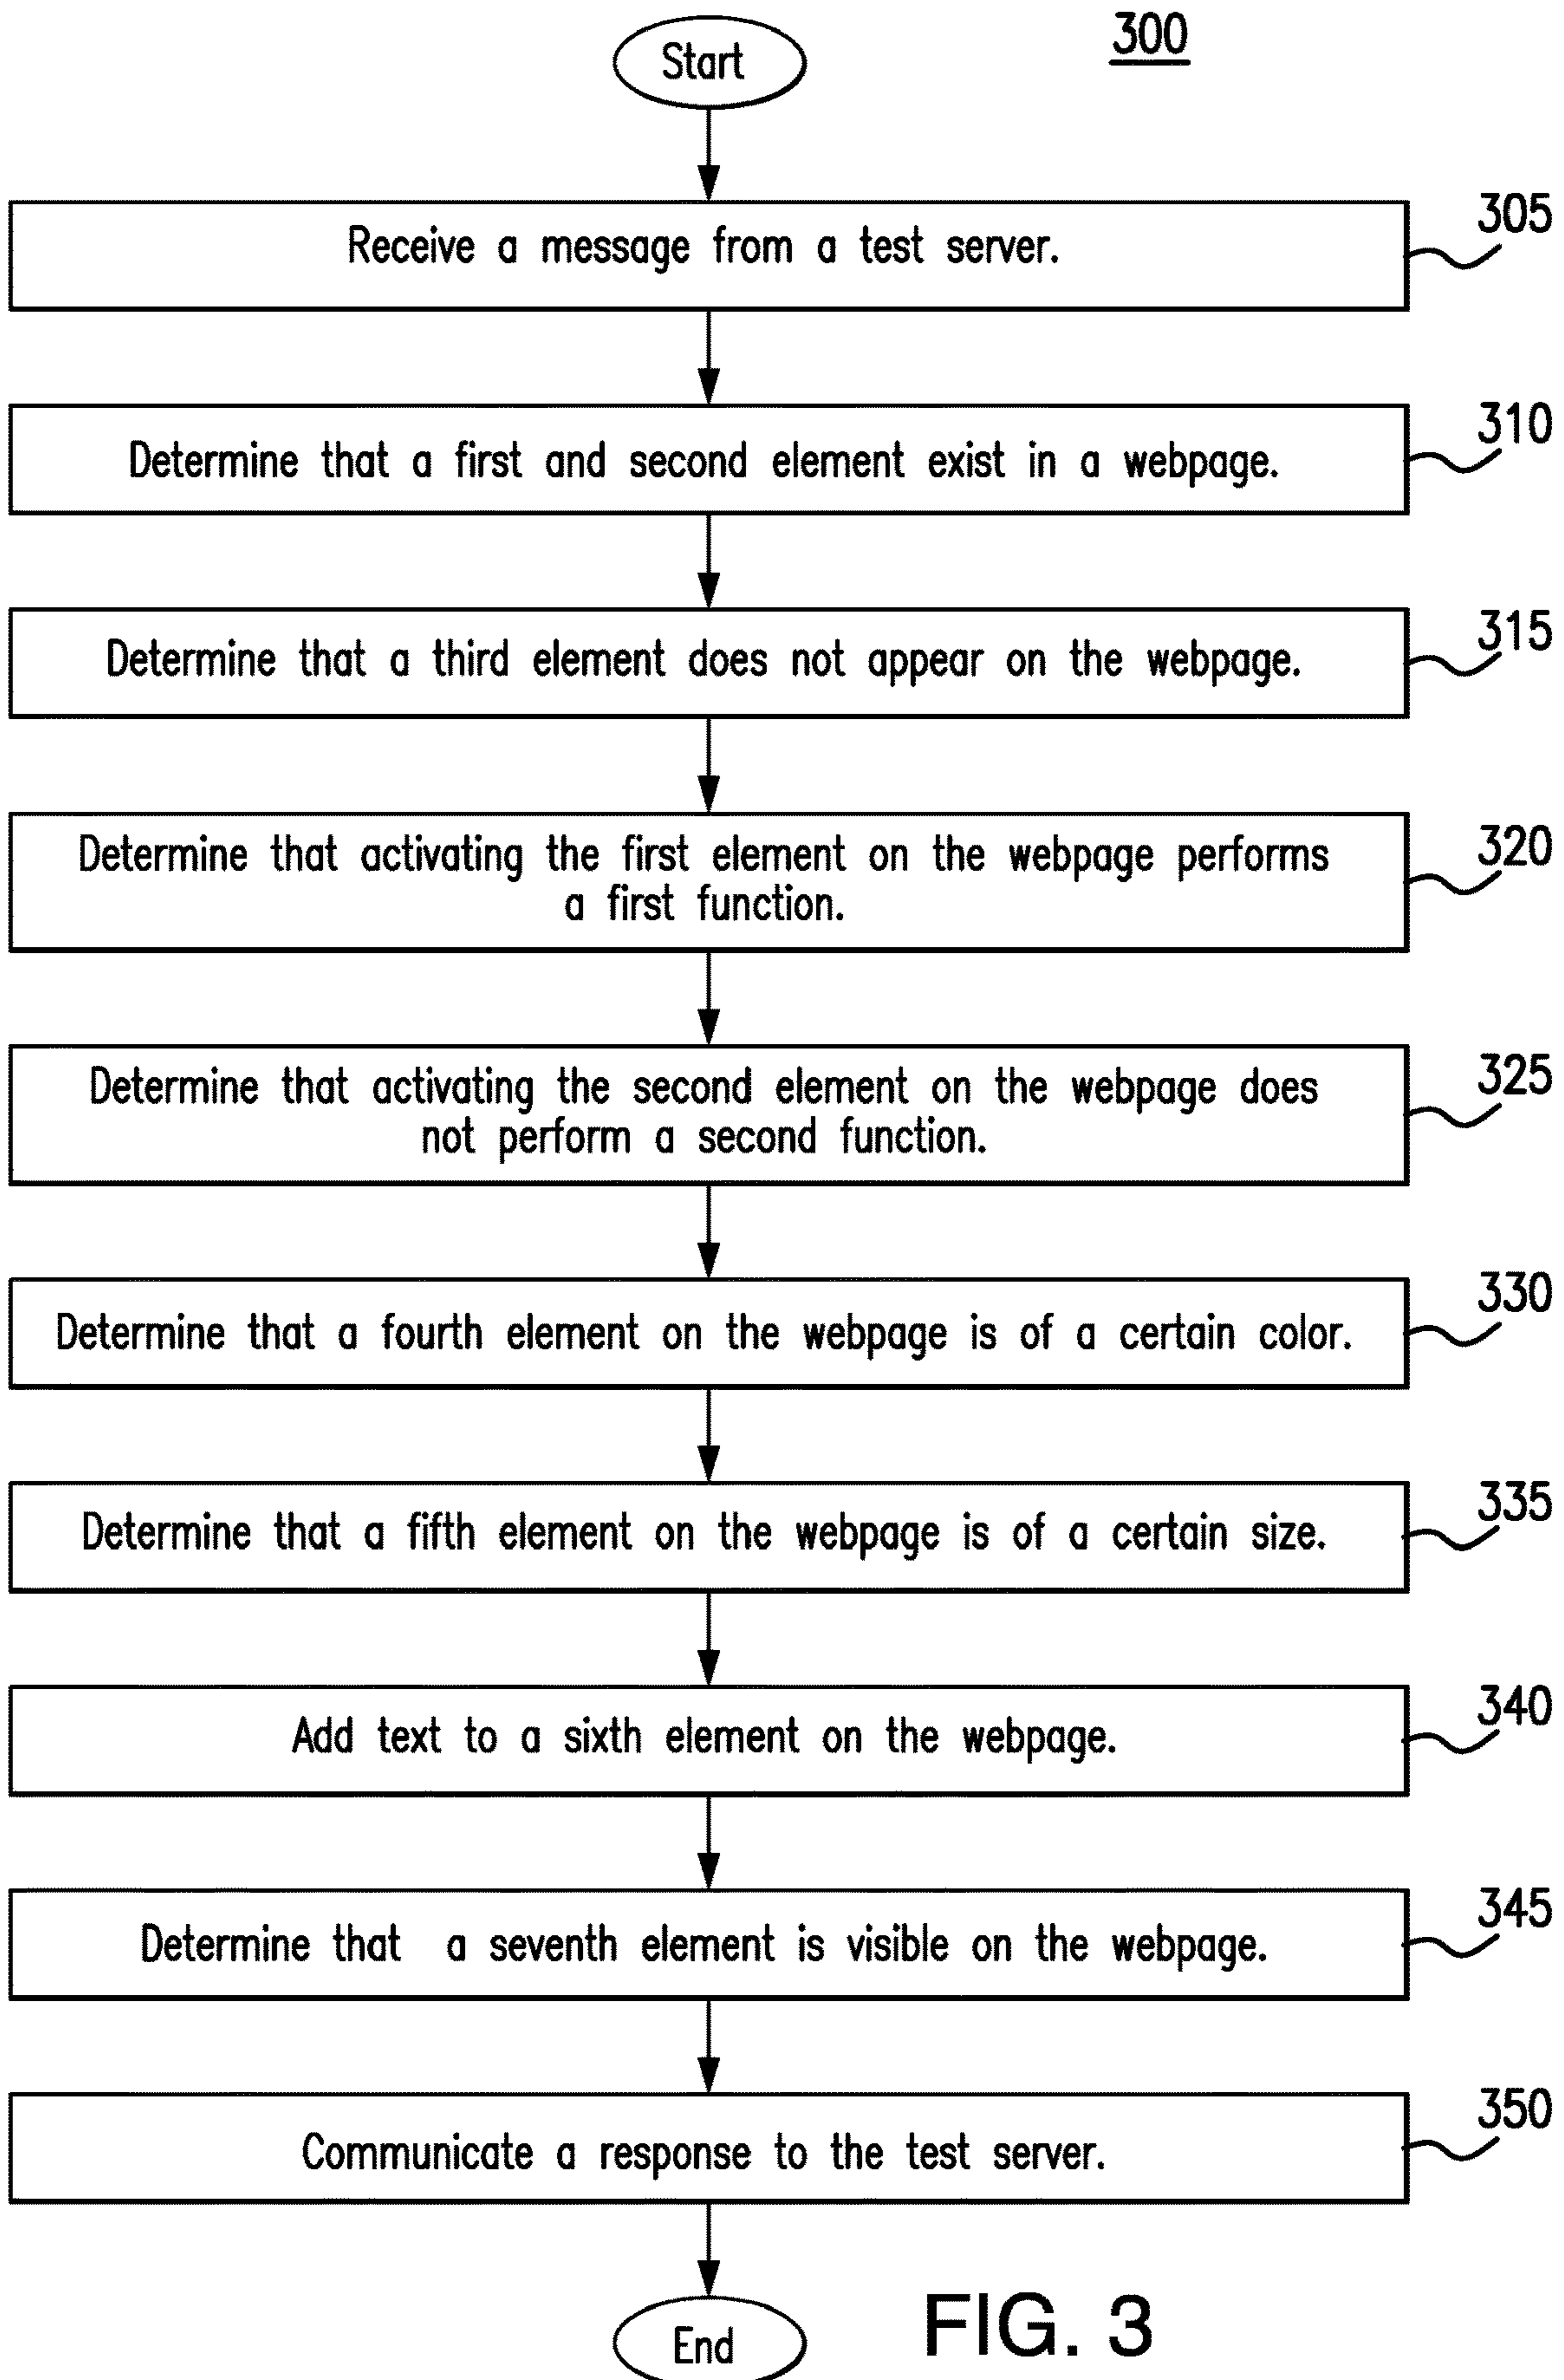 Start
300
Receive a message from a test server.
305
Determine that a first and second element exist in a webpage.
310
Determine that a third element does not appear on the webpage.
315
Determine that activating the first element on the webpage performs
a first function.
320
Determine that activating the second element on the webpage does
not perform a second function.
325
Determine that a fourth element on the webpage is of a certain color.
330
Determine that a fifth element on the webpage is of a certain size.
335
Add text to a sixth element on the webpage.
340
Determine that a seventh element is visible on the webpage.
345
Communicate a response to the test server.
350
End
FIG. 3